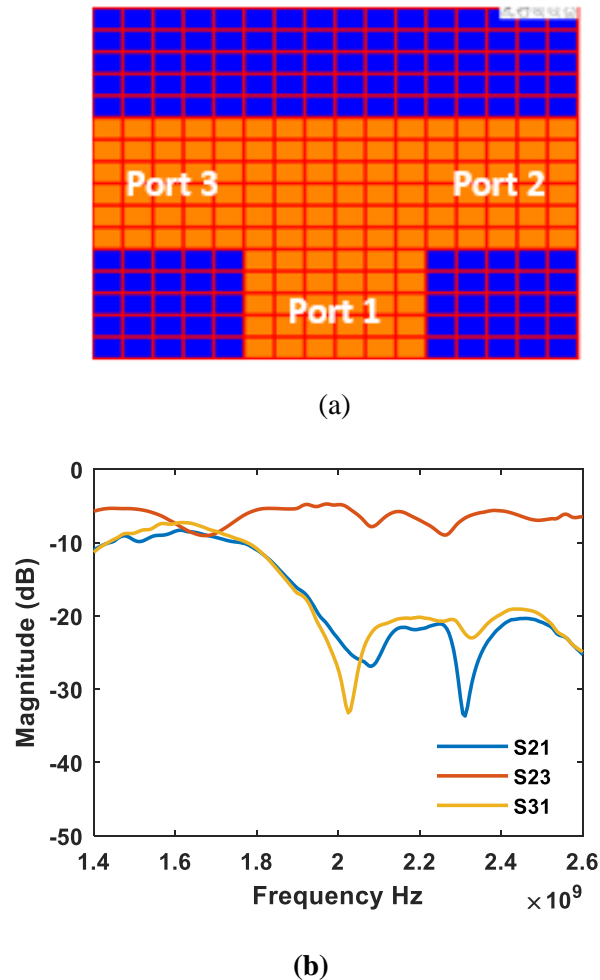 Port 3
Port 2
Port 1
(a)
0
-10
-20
-30
-40
-50
Magnitude (dB)
S21
S23
S31
1.4
1.6
1.8
2
2.2
2.4
2.6
Frequency Hz
×10⁹
(b)